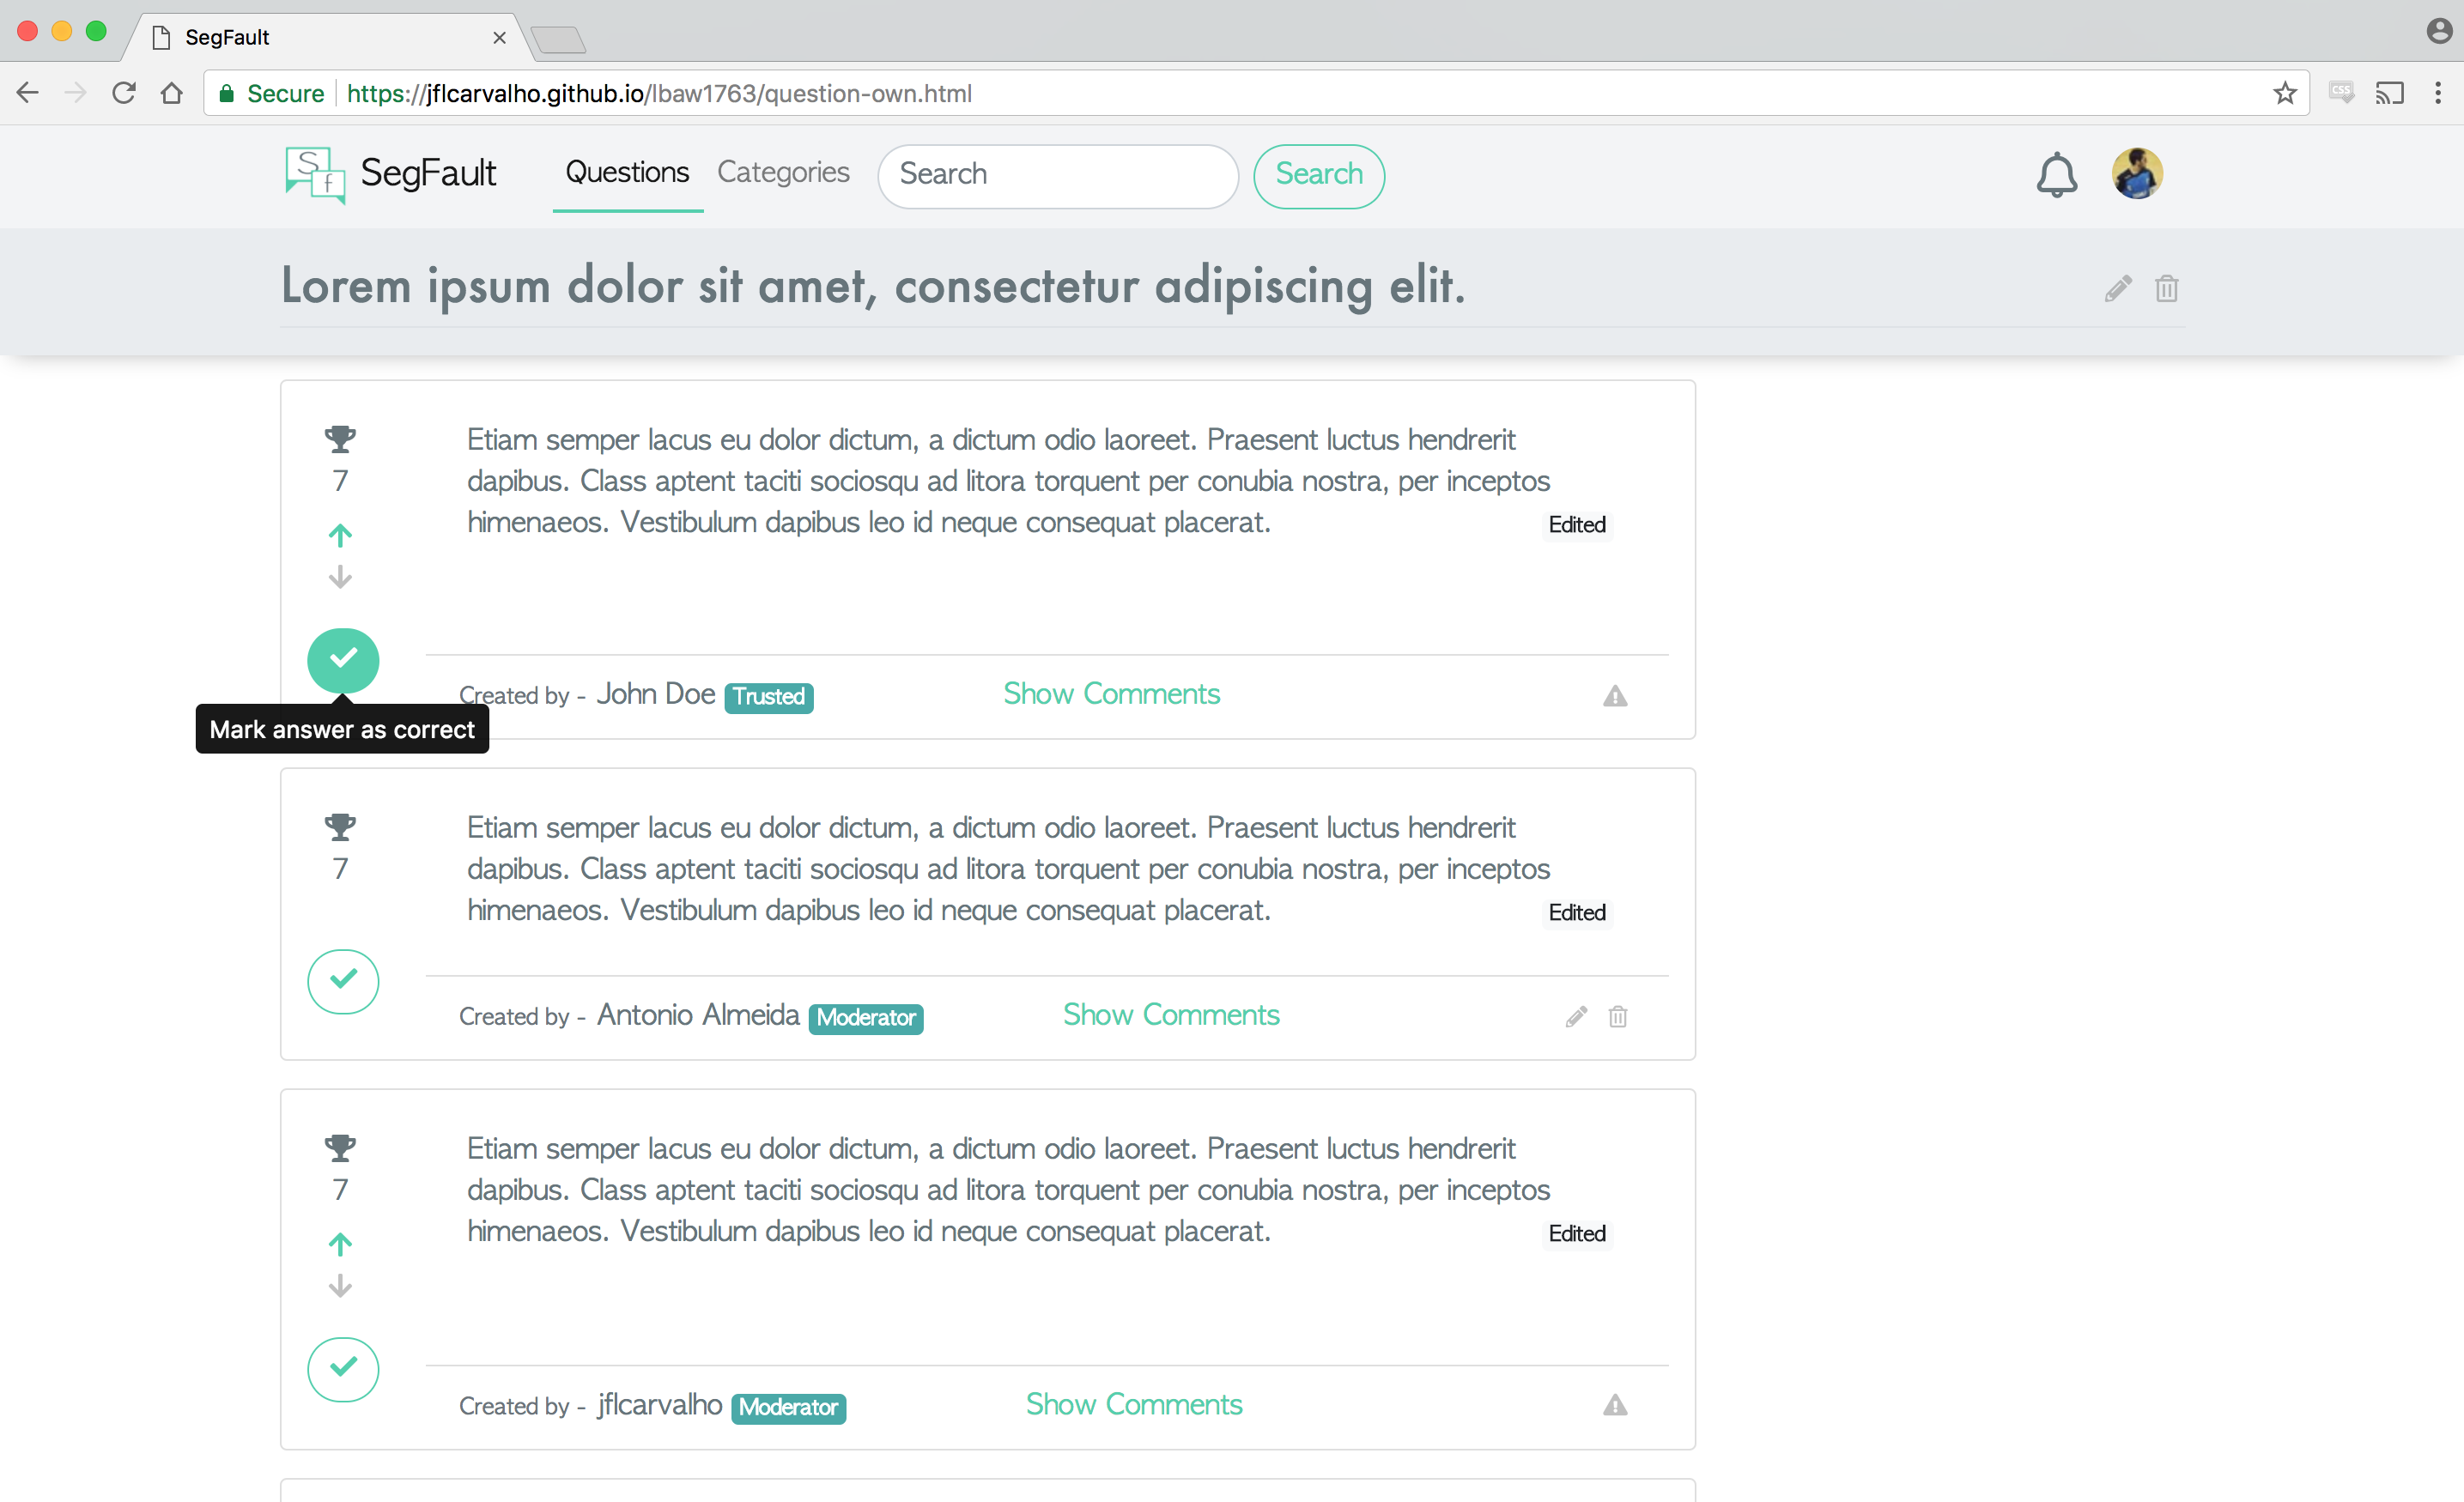 SegFault
Secure https://jflcarvalho.github.io/lbaw1763/question-own.html
CSS
S f SegFault Questions Categories Search Search
Lorem ipsum dolor sit amet, consectetur adipiscing elit.
Etiam semper lacus eu dolor dictum, a dictum odio laoreet. Praesent luctus hendrerit
7 dapibus. Class aptent taciti sociosqu ad litora torquent per conubia nostra, per inceptos
himenaeos. Vestibulum dapibus leo id neque consequat placerat. Edited
Created by - John Doe Trusted Show Comments
Mark answer as correct
Etiam semper lacus eu dolor dictum, a dictum odio laoreet. Praesent luctus hendrerit
7 dapibus. Class aptent taciti sociosqu ad litora torquent per conubia nostra, per inceptos
himenaeos. Vestibulum dapibus leo id neque consequat placerat. Edited
Created by - Antonio Almeida Moderator Show Comments
Etiam semper lacus eu dolor dictum, a dictum odio laoreet. Praesent luctus hendrerit
7 dapibus. Class aptent taciti sociosqu ad litora torquent per conubia nostra, per inceptos
himenaeos. Vestibulum dapibus leo id neque consequat placerat. Edited
Created by - jflcarvalho Moderator Show Comments